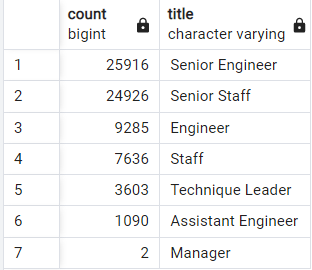 count title
bigint character varying
1 25916 Senior Engineer
2 24926 Senior Staff
3 9285 Engineer
4 7636 Staff
5 3603 Technique Leader
6 1090 Assistant Engineer
7 2 Manager